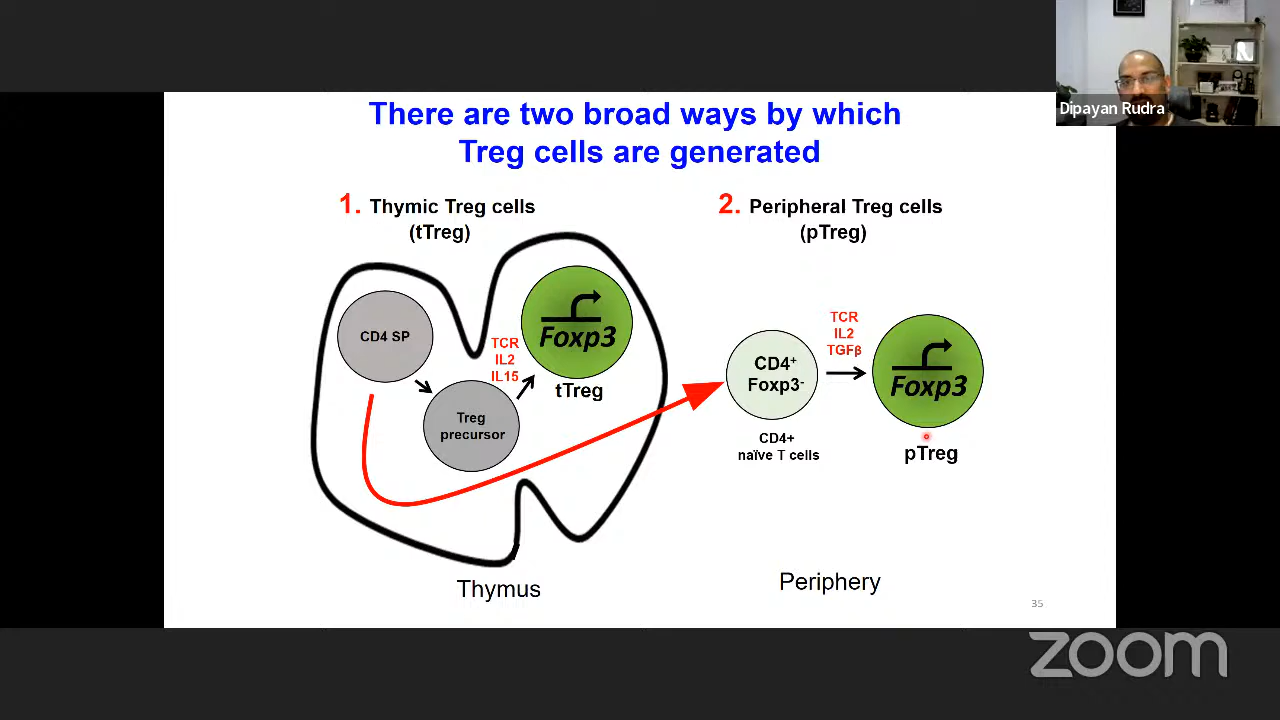 Dipayan Rudra
There are two broad ways by which
Treg cells are generated
1. Thymic Treg cells
(tTreg)
2. Peripheral Treg cells
(pTreg)
CD4 SP
Treg
precursor
TCR
IL2
IL15
Foxp3
tTreg
CD4⁺
Foxp3⁻
CD4+
naïve T cells
TCR
IL2
TGFβ
Foxp3
pTreg
Thymus
Periphery
35
zoom